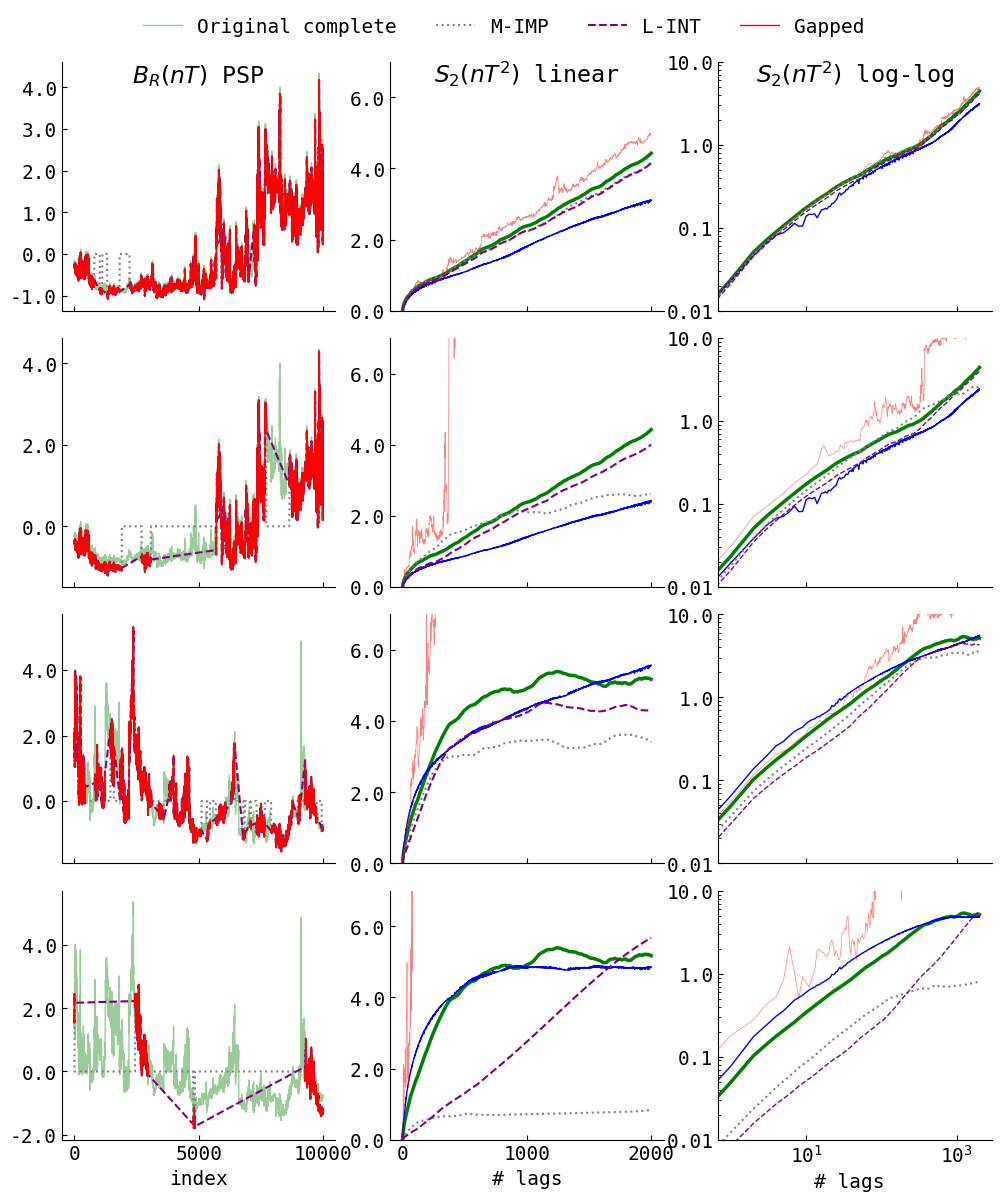 Original complete M-IMP L-INT Gapped
B_R(nT) PSP S_2(nT^2) linear S_2(nT^2) log-log
4.0 3.0 2.0 1.0 0.0 -1.0
6.0 4.0 2.0 0.0
10.0 1.0 0.1 0.01
4.0 2.0 0.0
6.0 4.0 2.0 0.0
10.0 1.0 0.1 0.01
4.0 2.0 0.0
6.0 4.0 2.0 0.0
10.0 1.0 0.1 0.01
4.0 2.0 0.0 -2.0
6.0 4.0 2.0 0.0
10.0 1.0 0.1 0.01
0 5000 10000 0 1000 2000 10^1 10^3
index # lags # lags